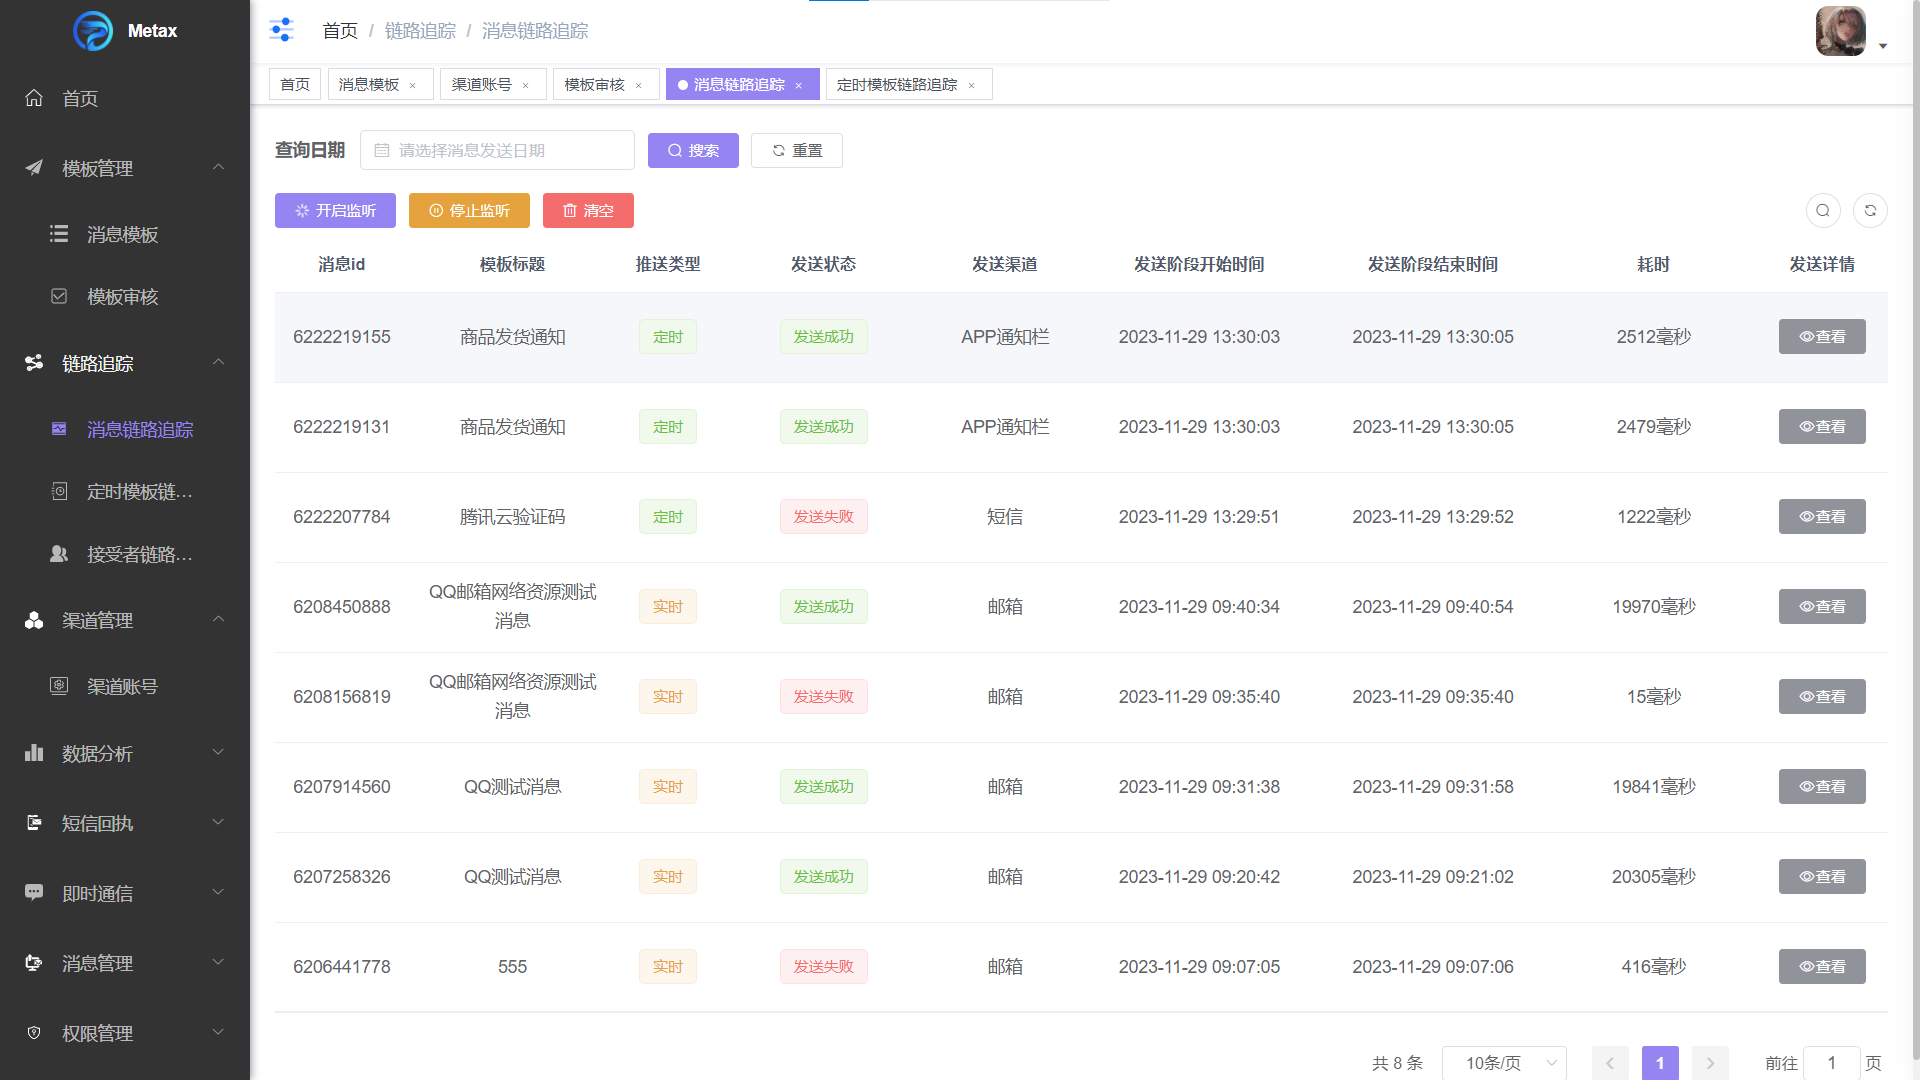 Metax
首页
模板管理
消息模板
模板审核
链路追踪
消息链路追踪
定时模板链...
接受者链路...
渠道管理
渠道账号
数据分析
短信回执
即时通信
消息管理
权限管理
首页 / 链路追踪 / 消息链路追踪
首页 消息模板 × 渠道账号 × 模板审核 × 消息链路追踪 × 定时模板链路追踪 ×
查询日期 请选择消息发送日期 搜索 重置
开启监听 停止监听 清空
消息id 模板标题 推送类型 发送状态 发送渠道 发送阶段开始时间 发送阶段结束时间 耗时 发送详情
6222219155 商品发货通知 定时 发送成功 APP通知栏 2023-11-29 13:30:03 2023-11-29 13:30:05 2512毫秒 查看
6222219131 商品发货通知 定时 发送成功 APP通知栏 2023-11-29 13:30:03 2023-11-29 13:30:05 2479毫秒 查看
6222207784 腾讯云验证码 定时 发送失败 短信 2023-11-29 13:29:51 2023-11-29 13:29:52 1222毫秒 查看
6208450888 QQ邮箱网络资源测试消息 实时 发送成功 邮箱 2023-11-29 09:40:34 2023-11-29 09:40:54 19970毫秒 查看
6208156819 QQ邮箱网络资源测试消息 实时 发送失败 邮箱 2023-11-29 09:35:40 2023-11-29 09:35:40 15毫秒 查看
6207914560 QQ测试消息 实时 发送成功 邮箱 2023-11-29 09:31:38 2023-11-29 09:31:58 19841毫秒 查看
6207258326 QQ测试消息 实时 发送成功 邮箱 2023-11-29 09:20:42 2023-11-29 09:21:02 20305毫秒 查看
6206441778 555 实时 发送失败 邮箱 2023-11-29 09:07:05 2023-11-29 09:07:06 416毫秒 查看
共 8 条 10条/页 1 前往 1 页